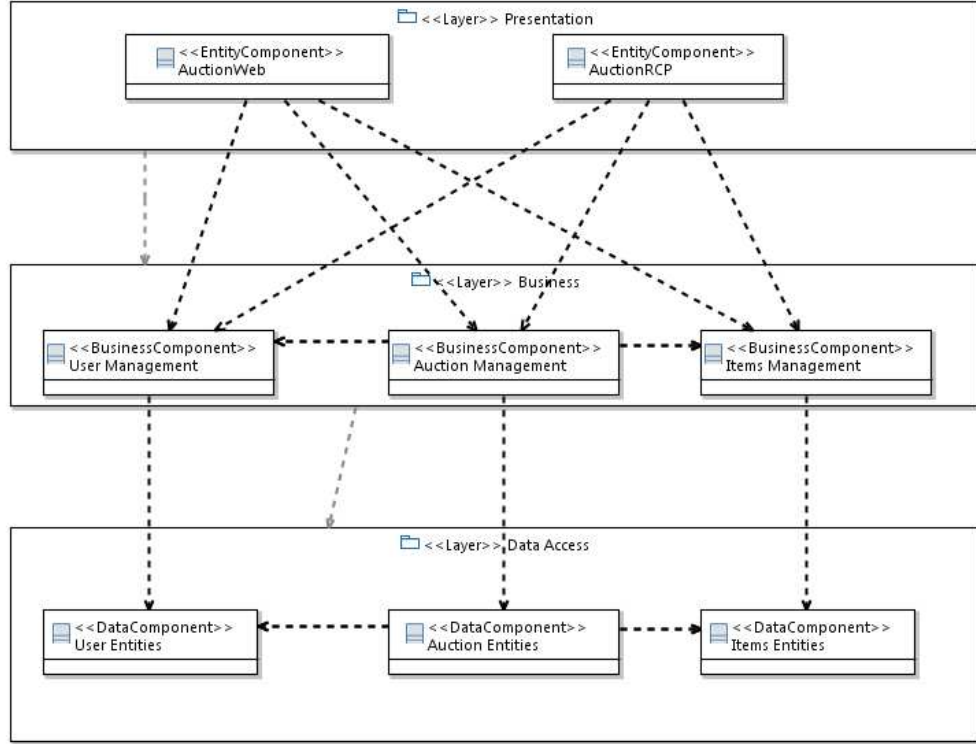 <<Layer>> Presentation
<<EntityComponent>>
AuctionWeb
<<EntityComponent>>
AuctionRCP
<<Layer>> Business
<<BusinessComponent>>
User Management
<<BusinessComponent>>
Auction Management
<<BusinessComponent>>
Items Management
<<Layer>> Data Access
<<DataComponent>>
User Entities
<<DataComponent>>
Auction Entities
<<DataComponent>>
Items Entities